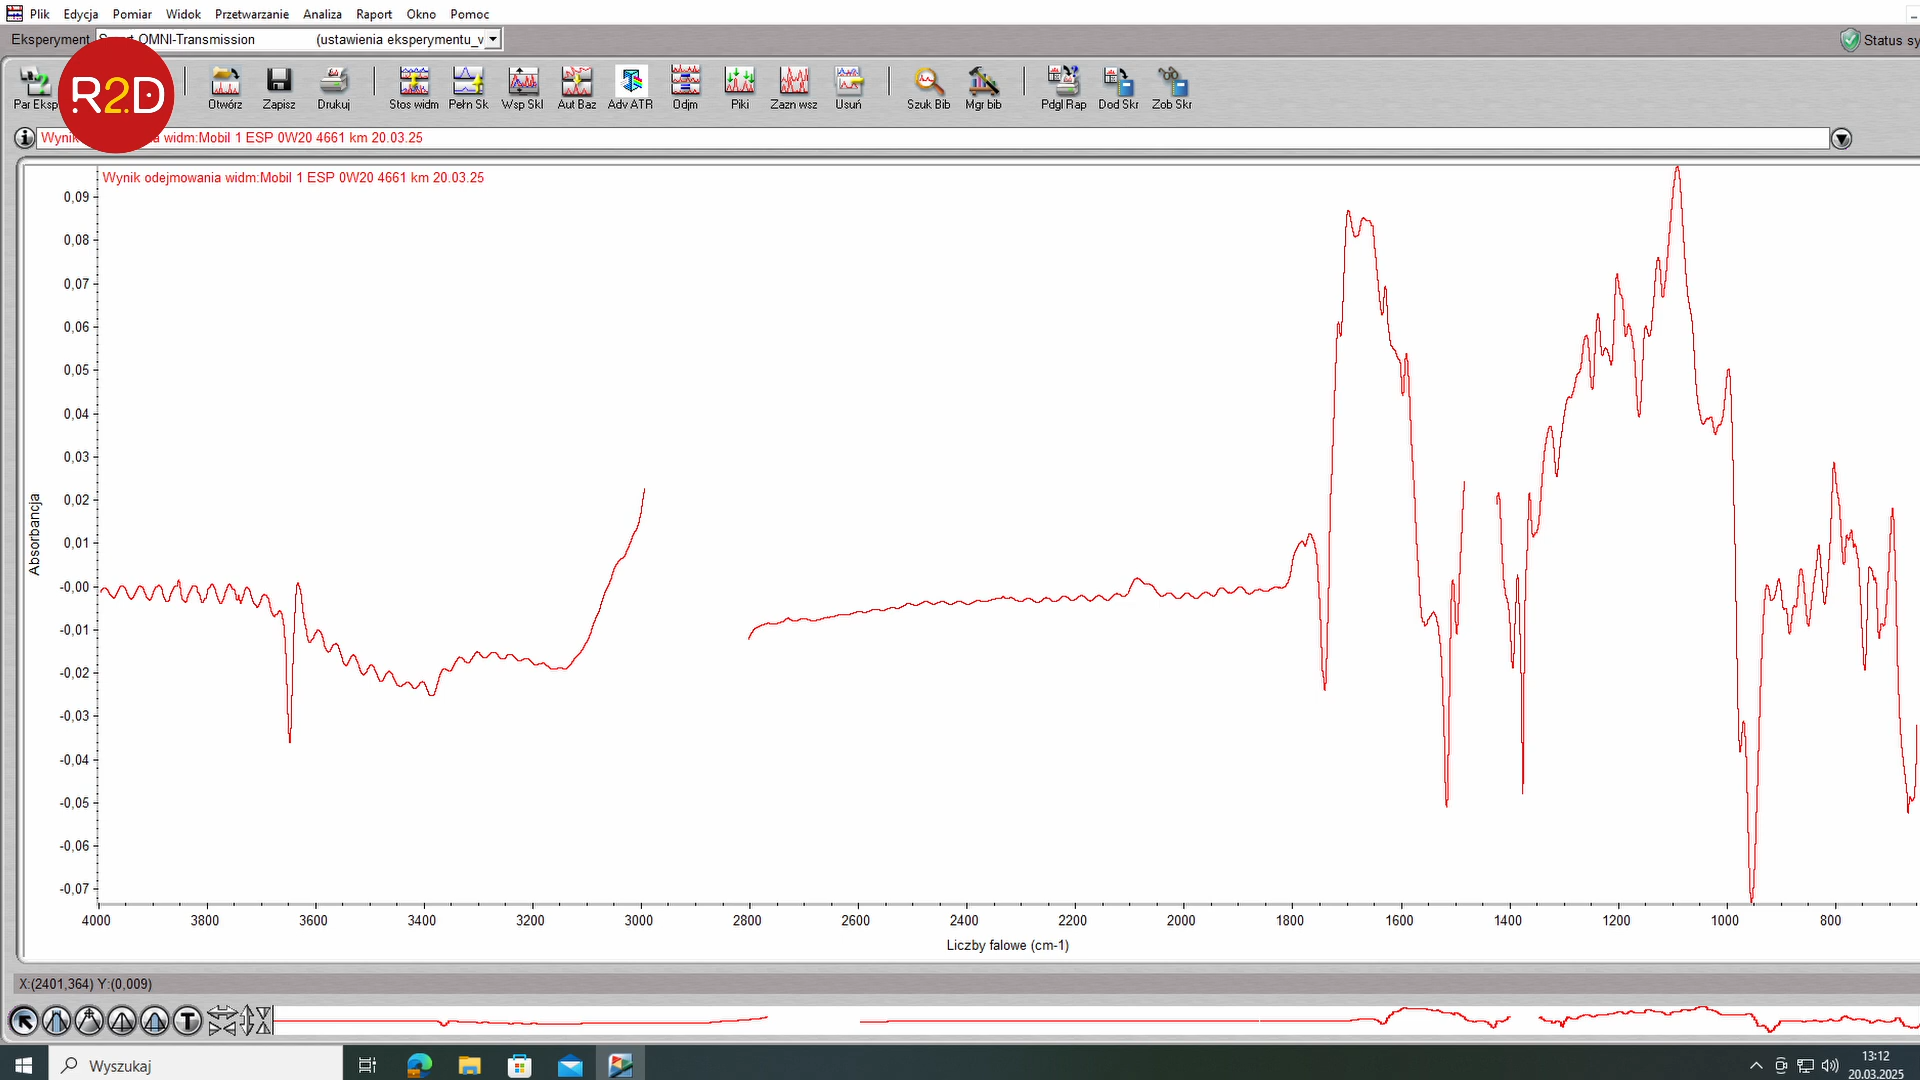 Plik Edycja Pomiar Widok Przetwarzanie Analiza Raport Okno Pomoc
Eksperyment OMNI-Transmission (ustawienia eksperymentu_v Status sy
R2D
Par Eksp Otwórz Zapisz Drukuj Stos widm Pełn Sk Wsp Skl Aut Baz Adv ATR Odjm Piki Zazn wsz Usuń Szuk Bib Mgr bib Pdgl Rap Dod Skr Zob Skr
Wynik widm:Mobil 1 ESP 0W20 4661 km 20.03.25
Wynik odejmowania widm:Mobil 1 ESP 0W20 4661 km 20.03.25
0,09
0,08
0,07
0,06
0,05
0,04
0,03
0,02
0,01
-0,00
-0,01
-0,02
-0,03
-0,04
-0,05
-0,06
-0,07
Absorbancja
4000 3800 3600 3400 3200 3000 2800 2600 2400 2200 2000 1800 1600 1400 1200 1000 800
Liczby falowe (cm-1)
X:(2401,364) Y:(0,009)
T
Wyszukaj
13:12
20.03.2025